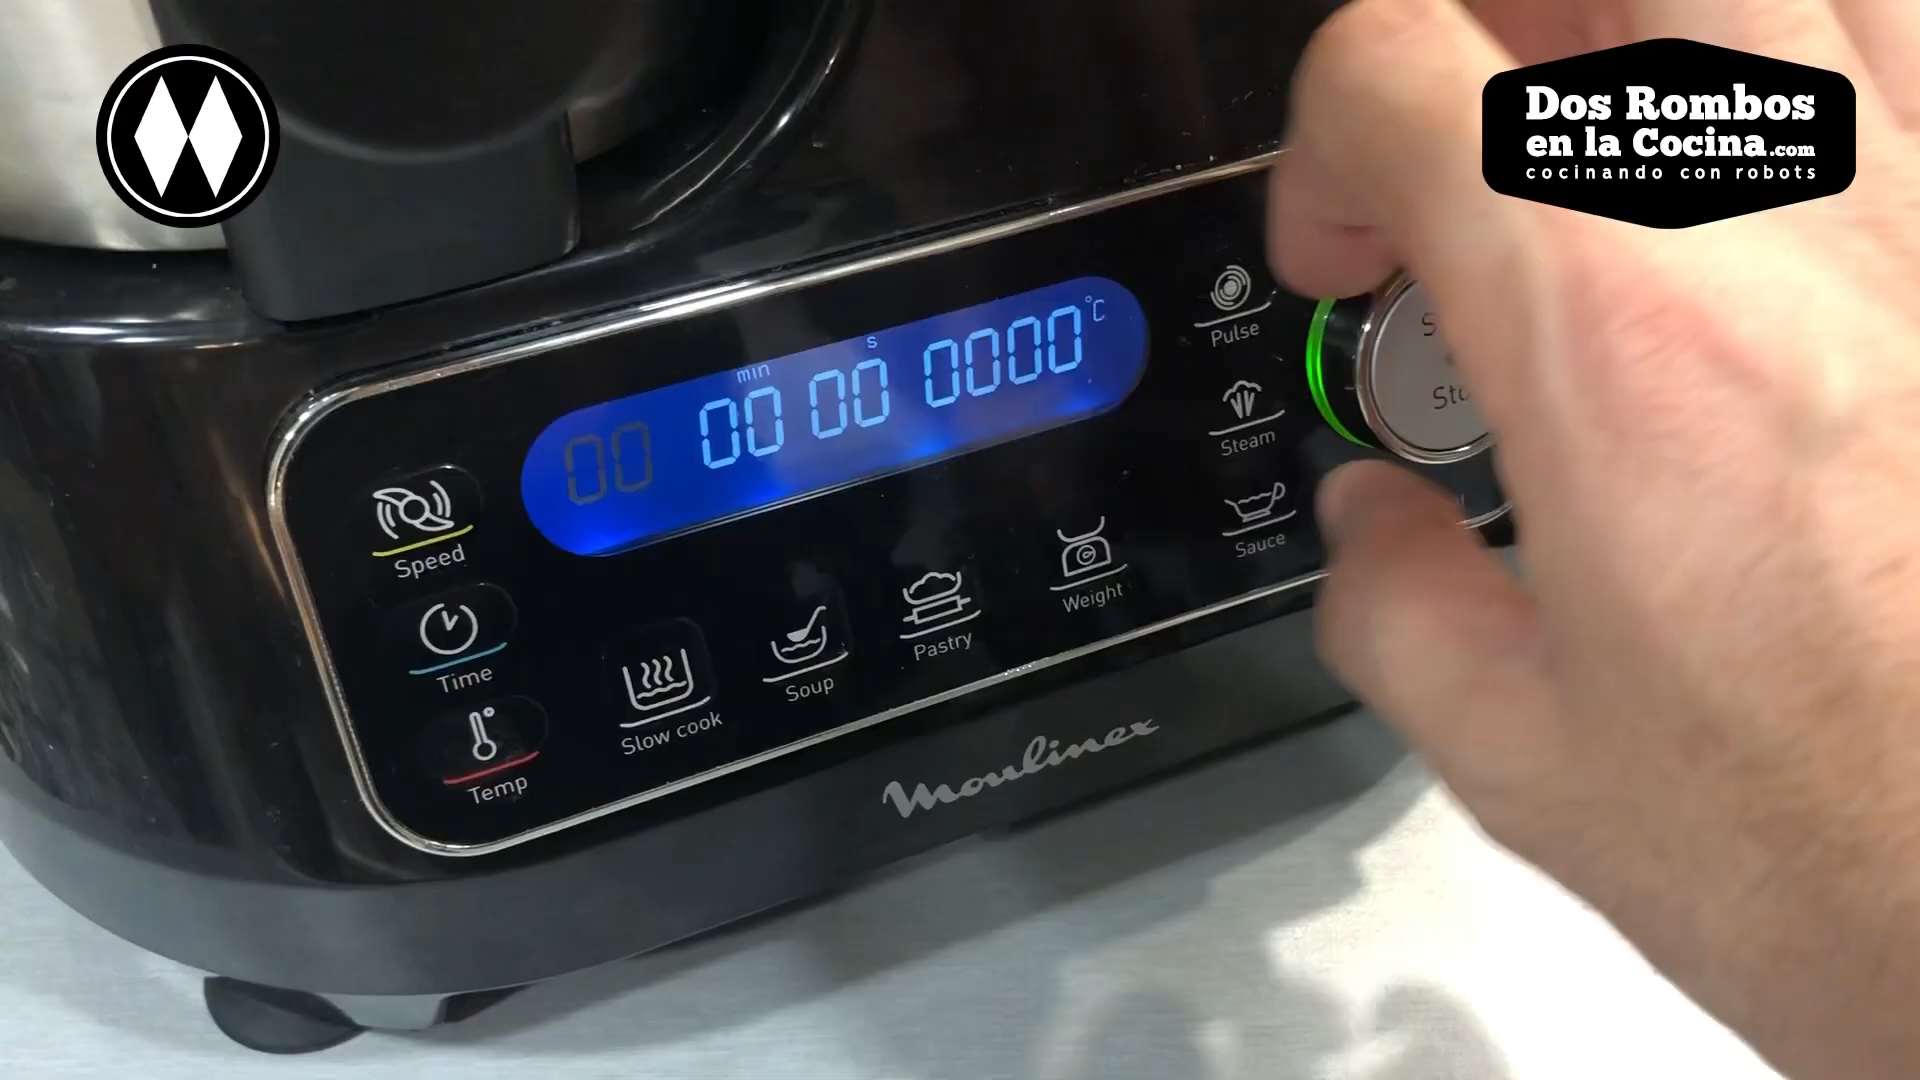 Dos Rombos
en la Cocina.com
cocinando con robots
min s °C
00 00 00 0000
Pulse
Steam
Sauce
Speed
Time
Temp
Slow cook
Soup
Pastry
Weight
Moulinex